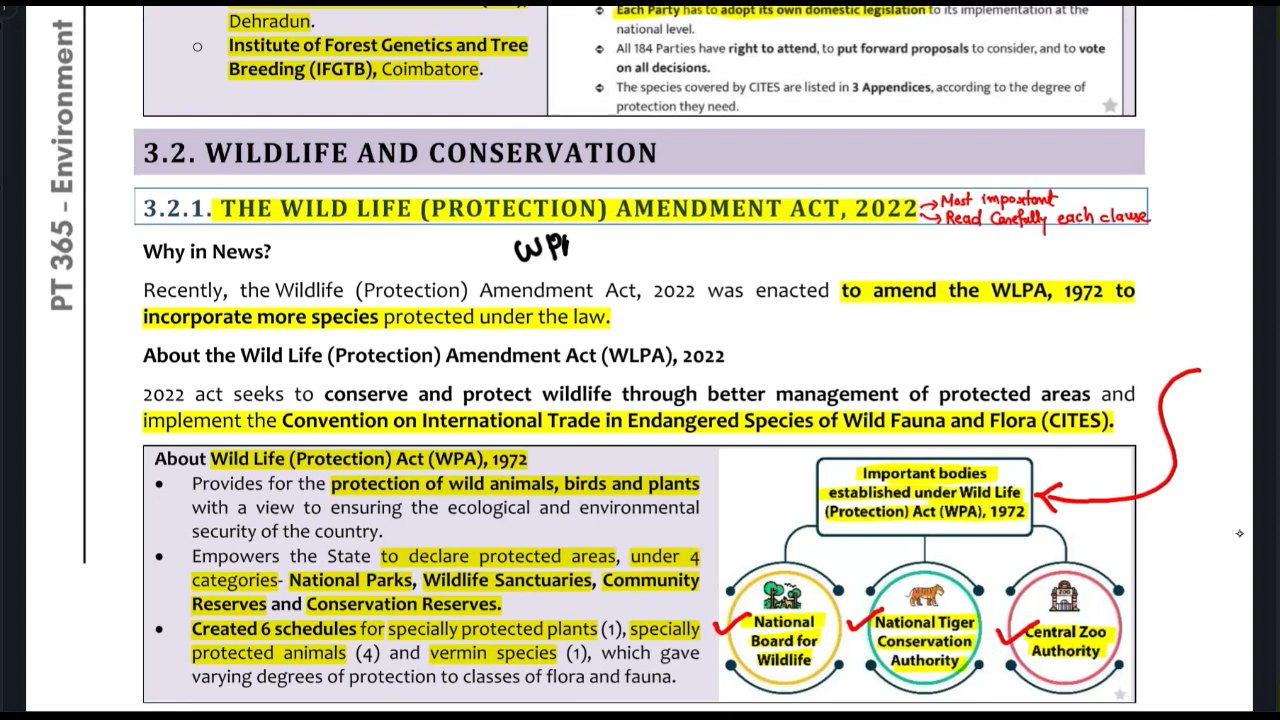 Dehradun.
Each Party has to adopt its own domestic legislation to its implementation at the
national level.
○ Institute of Forest Genetics and Tree
Breeding (IFGTB), Coimbatore.
All 184 Parties have right to attend, to put forward proposals to consider, and to vote
on all decisions.
The species covered by CITES are listed in 3 Appendices, according to the degree of
protection they need.
PT 365 – Environment
3.2. WILDLIFE AND CONSERVATION
3.2.1. THE WILD LIFE (PROTECTION) AMENDMENT ACT, 2022
→ Most important
→ Read Carefully each clause
Why in News?
WPA
Recently, the Wildlife (Protection) Amendment Act, 2022 was enacted to amend the WLPA, 1972 to
incorporate more species protected under the law.
About the Wild Life (Protection) Amendment Act (WLPA), 2022
2022 act seeks to conserve and protect wildlife through better management of protected areas and
implement the Convention on International Trade in Endangered Species of Wild Fauna and Flora (CITES).
About Wild Life (Protection) Act (WPA), 1972
• Provides for the protection of wild animals, birds and plants
with a view to ensuring the ecological and environmental
security of the country.
• Empowers the State to declare protected areas, under 4
categories- National Parks, Wildlife Sanctuaries, Community
Reserves and Conservation Reserves.
• Created 6 schedules for specially protected plants (1), specially
protected animals (4) and vermin species (1), which gave
varying degrees of protection to classes of flora and fauna.
Important bodies
established under Wild Life
(Protection) Act (WPA), 1972
National
Board for
Wildlife
National Tiger
Conservation
Authority
ZOO
Central Zoo
Authority